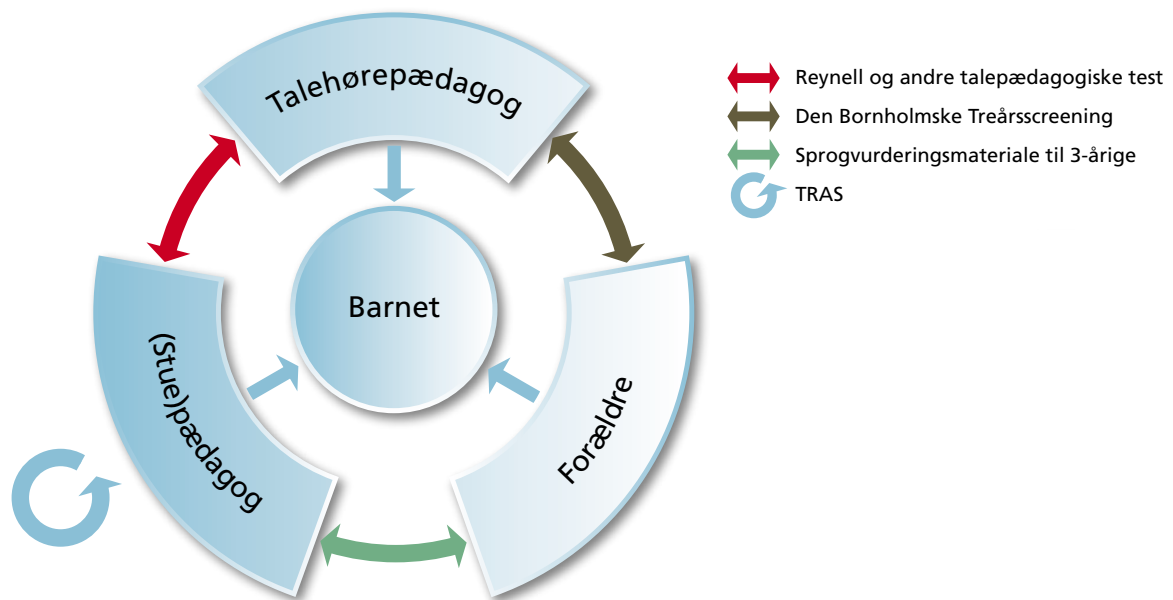 Talehørepædagog
Barnet
(Stue)pædagog
Forældre
Reynell og andre talepædagogiske test
Den Bornholmske Treårsscreening
Sprogvurderingsmateriale til 3-årige
TRAS